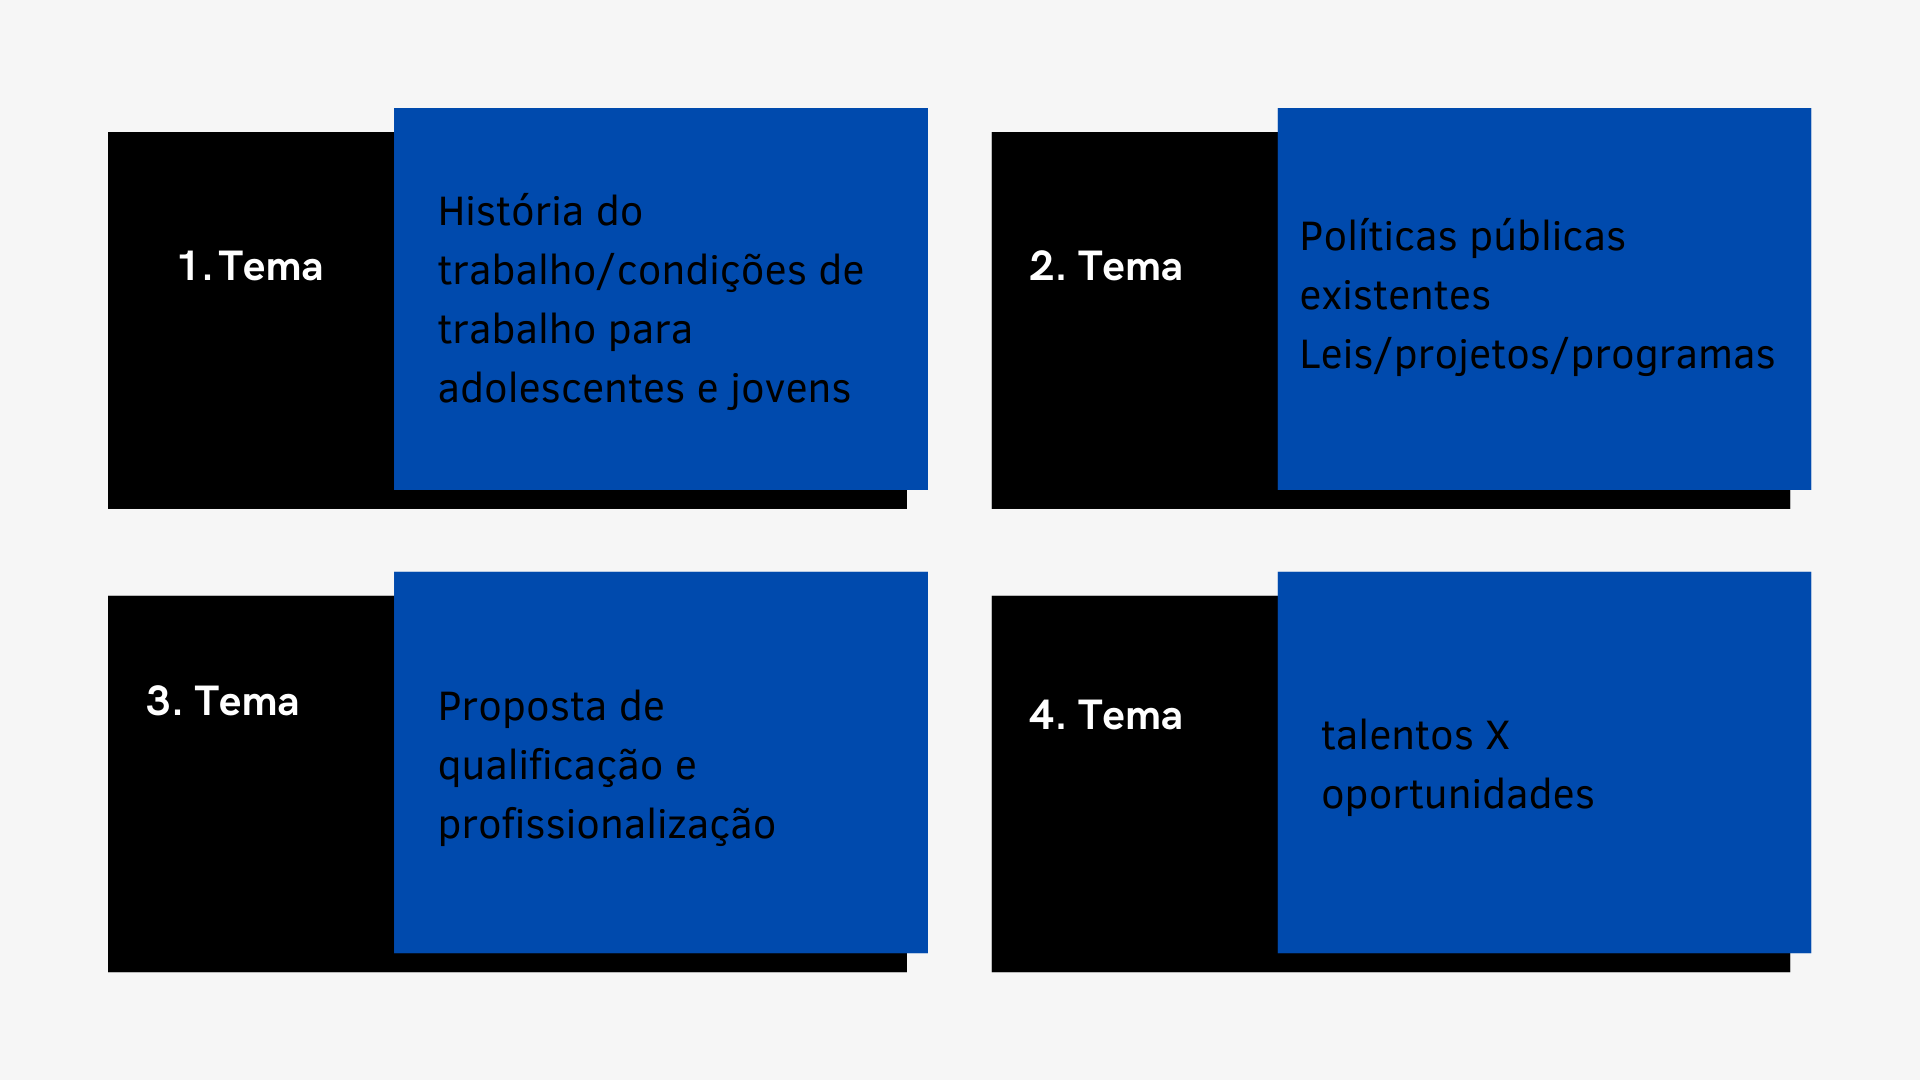 1. Tema
História do
trabalho/condições de
trabalho para
adolescentes e jovens
2. Tema
Políticas públicas
existentes
Leis/projetos/programas
3. Tema
Proposta de
qualificação e
profissionalização
4. Tema
talentos X
oportunidades